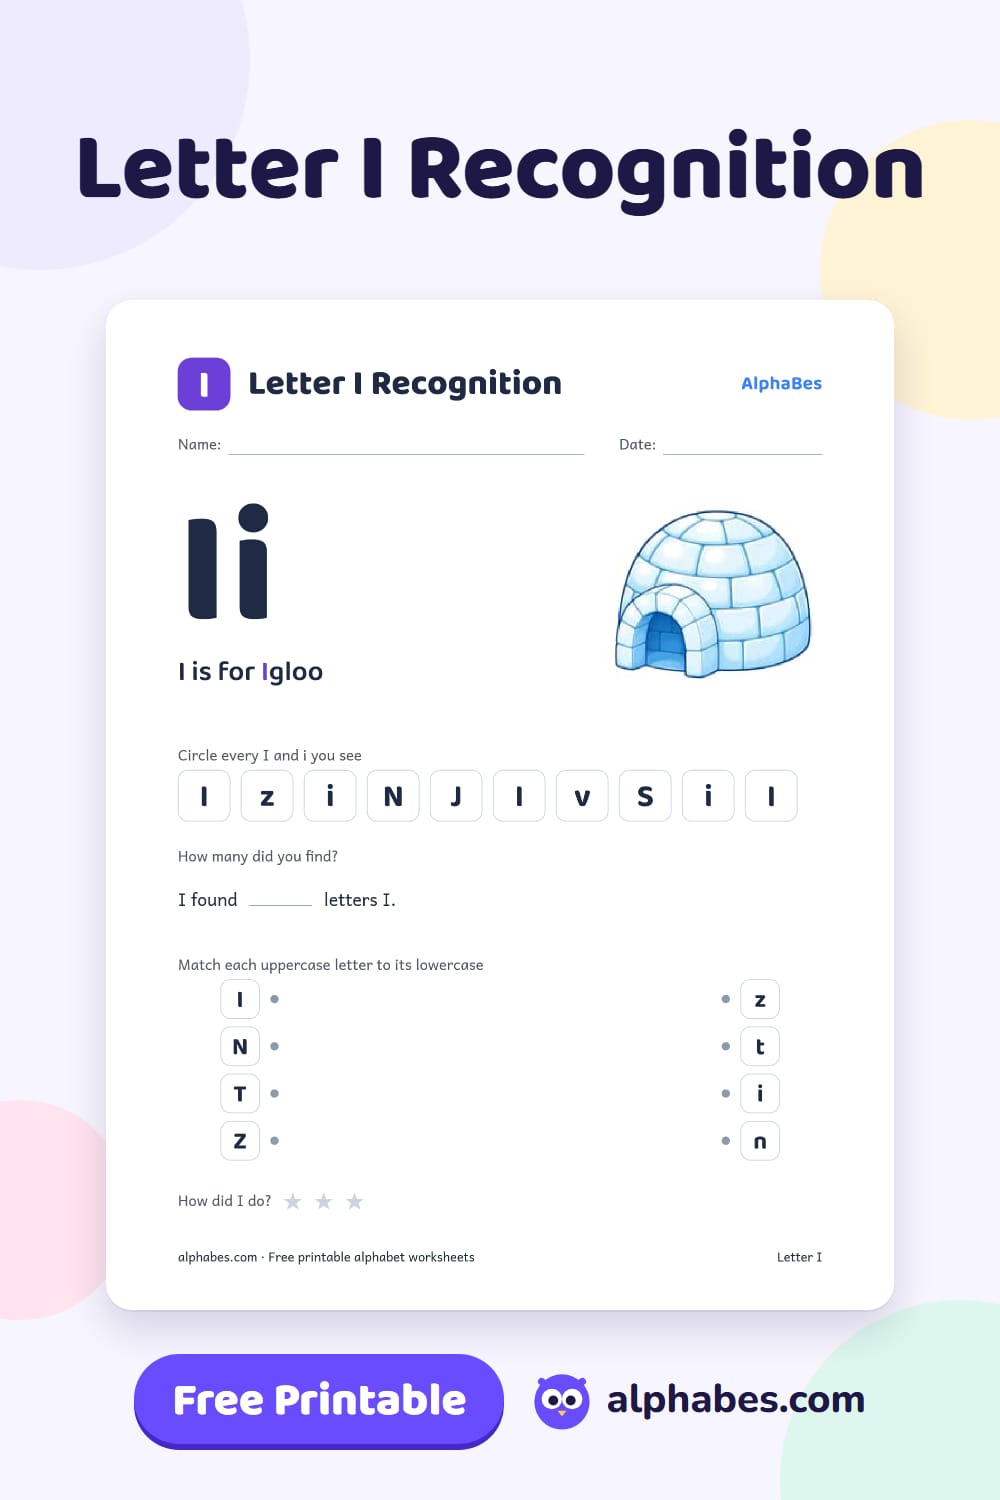 Letter I Recognition
I Letter I Recognition AlphaBes
Name: Date:
Ii
I is for Igloo
Circle every I and i you see
I z i N J I v S i I
How many did you find?
I found ______ letters I.
Match each uppercase letter to its lowercase
I z
N t
T i
Z n
How did I do?
alphabes.com · Free printable alphabet worksheets Letter I
Free Printable alphabes.com